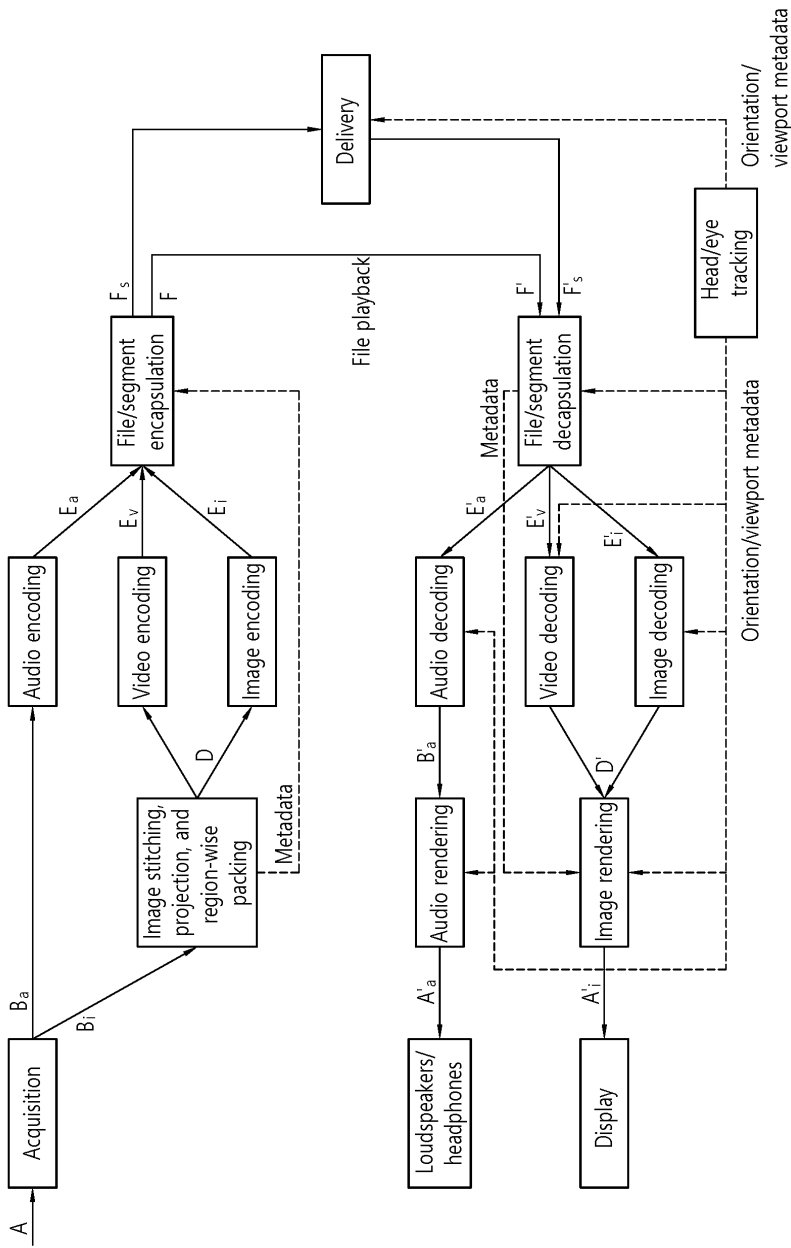 A
Acquisition
Ba
Bi
Image stitching,
projection, and
region-wise
packing
Metadata
D
Audio encoding
Video encoding
Image encoding
Ea
Ev
Ei
File/segment
encapsulation
Fs
F
Delivery
File playback
Orientation/
viewport metadata
Loudspeakers/
headphones
Display
A'a
A'i
Audio rendering
Image rendering
B'a
D'
Audio decoding
Video decoding
Image decoding
E'a
E'v
E'i
Metadata
File/segment
decapsulation
F'
F's
Head/eye
tracking
Orientation/viewport metadata